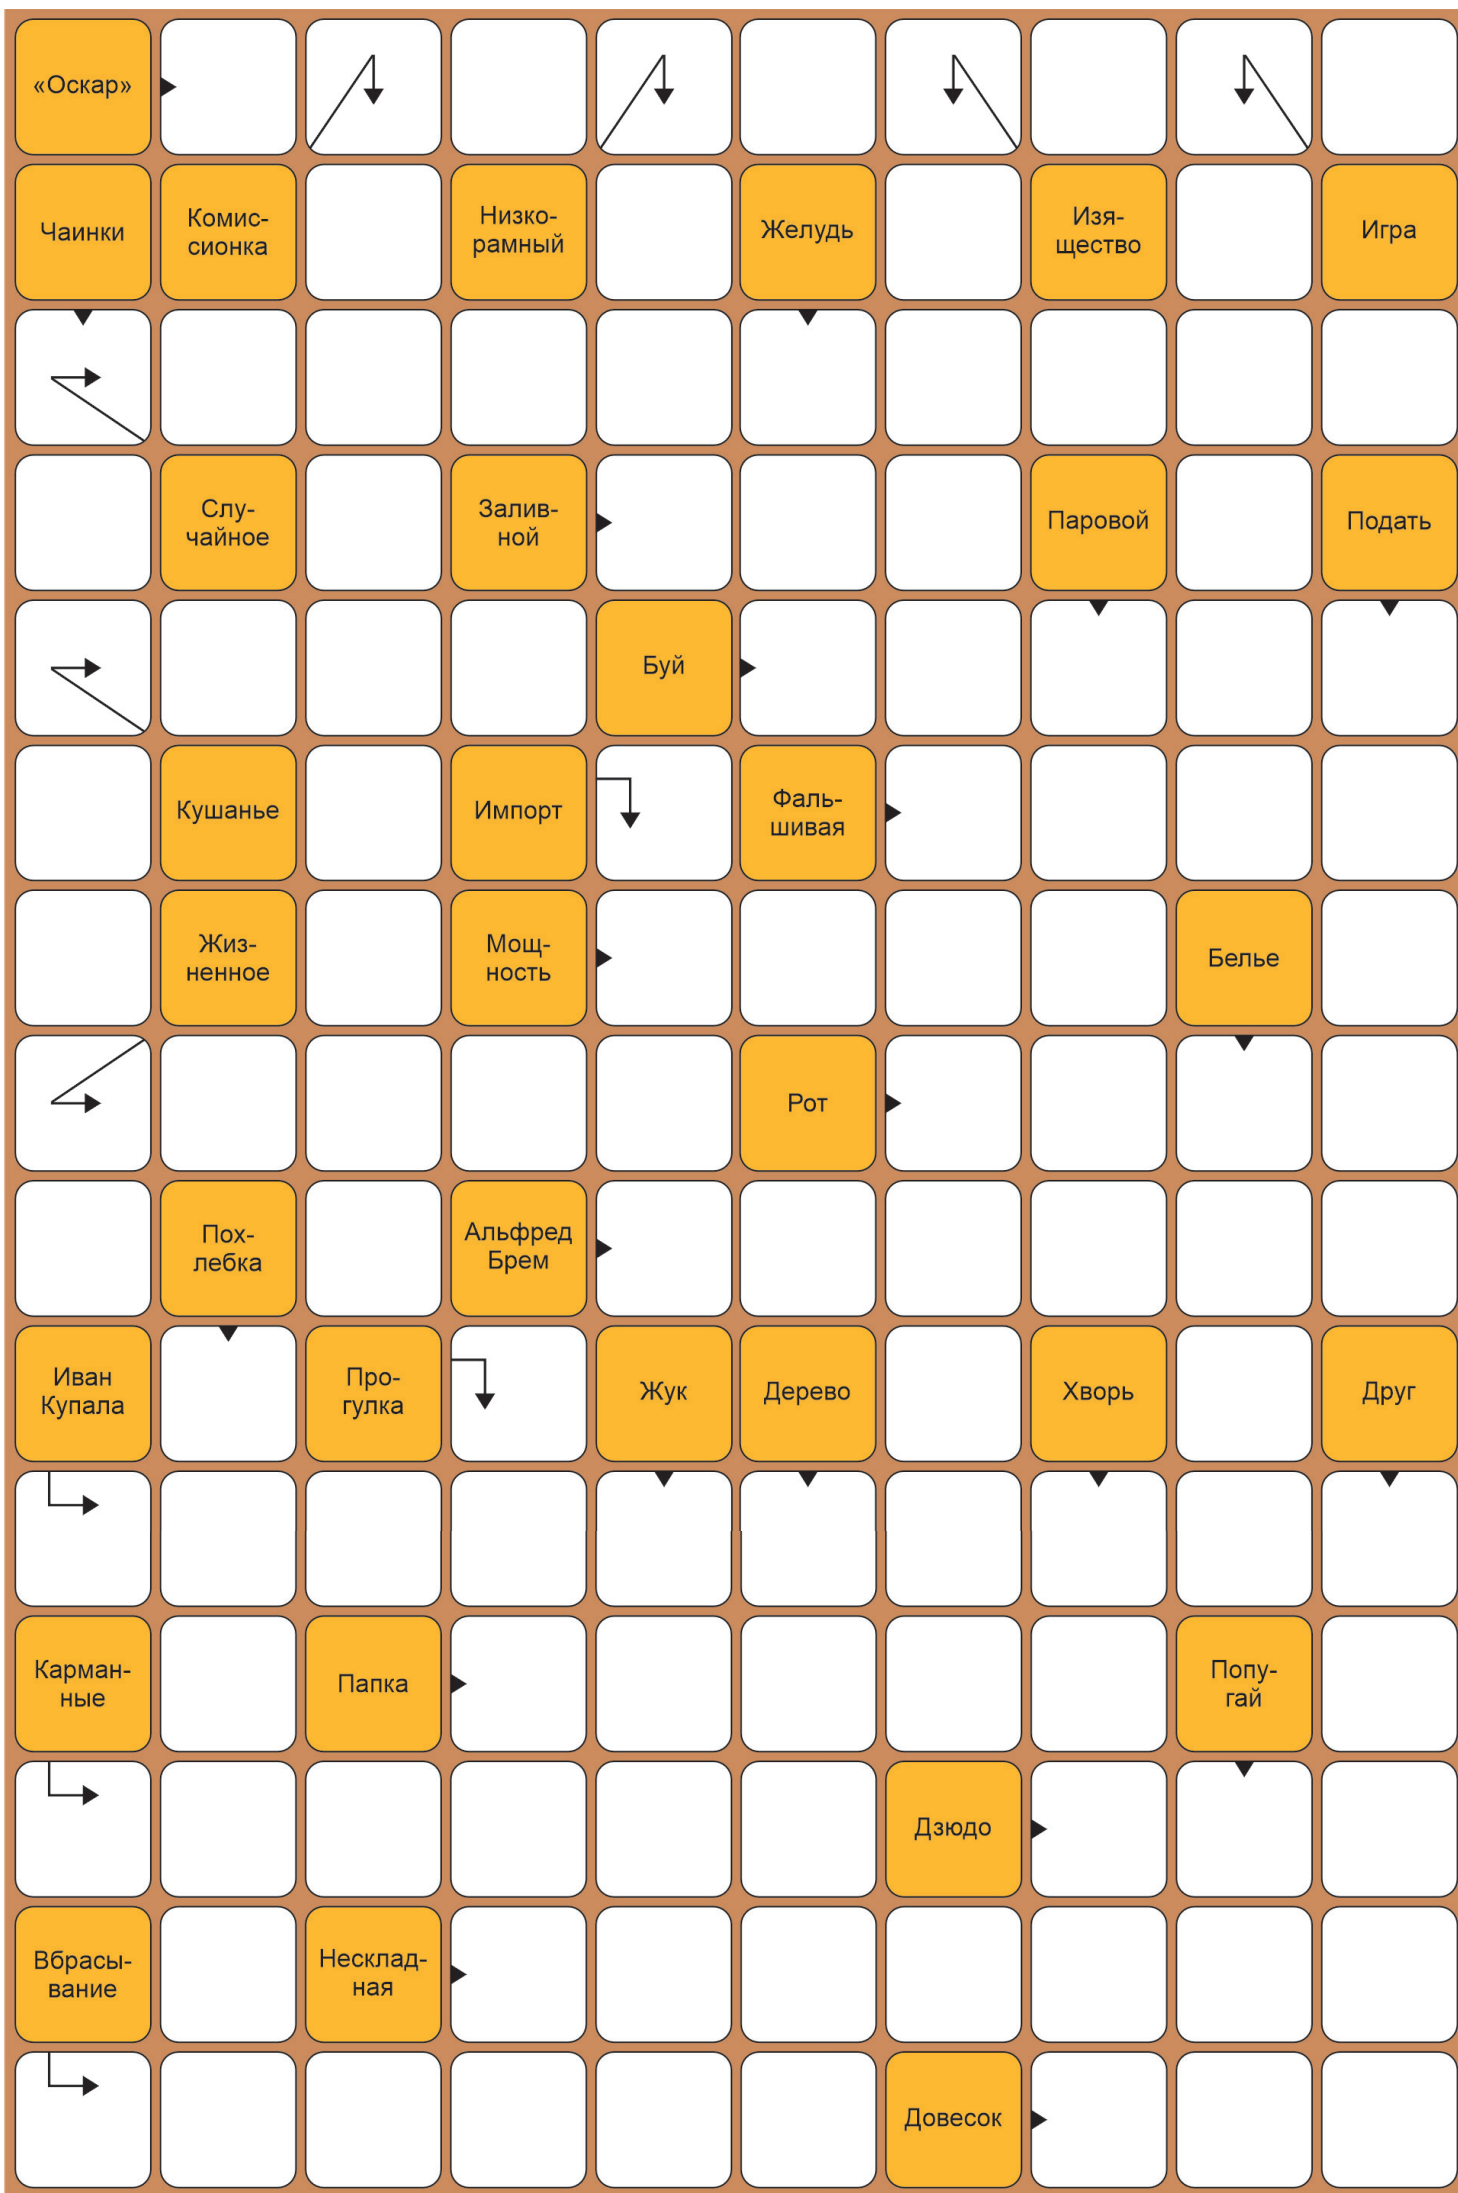 «Оскар»
Чаинки
Комис-
сионка
Низко-
рамный
Желудь
Изя-
щество
Игра
Слу-
чайное
Залив-
ной
Паровой
Подать
Буй
Кушанье
Импорт
Фаль-
шивая
Жиз-
ненное
Мощ-
ность
Белье
Рот
Пох-
лебка
Альфред
Брем
Иван
Купала
Про-
гулка
Жук
Дерево
Хворь
Друг
Карман-
ные
Папка
Попу-
гай
Дзюдо
Вбрасы-
вание
Несклад-
ная
Довесок